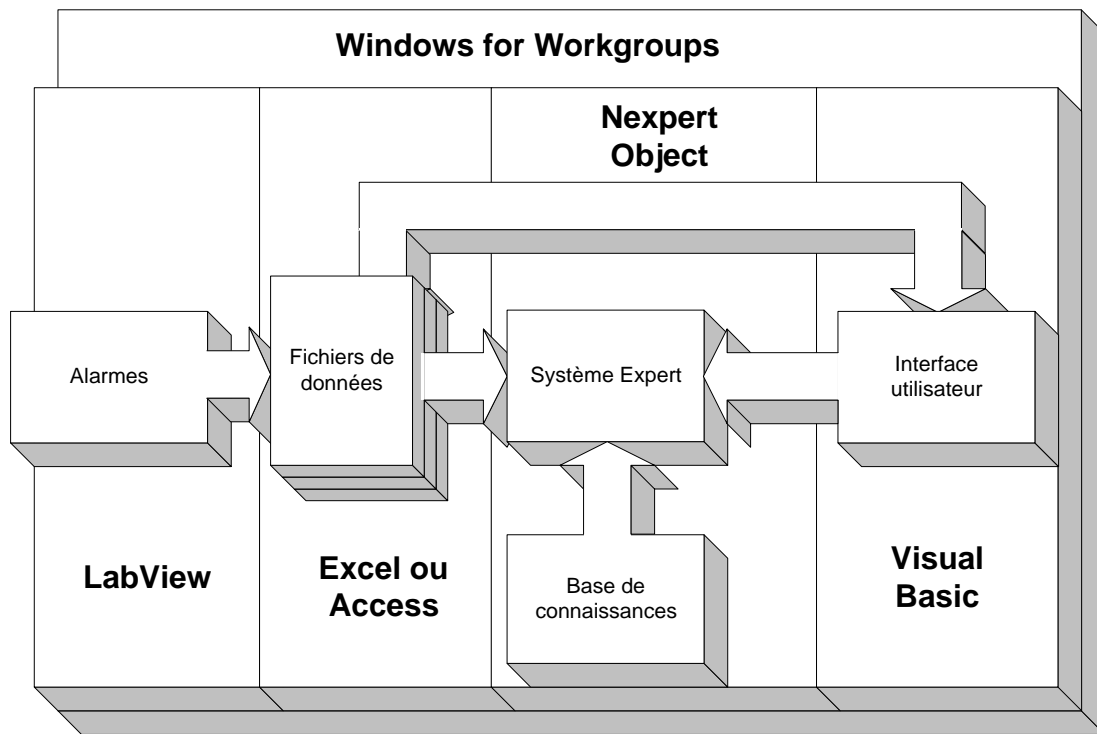 Windows for Workgroups
Nexpert
Object
Alarmes
Fichiers de
données
Système Expert
Interface
utilisateur
LabView
Excel ou
Access
Base de
connaissances
Visual
Basic